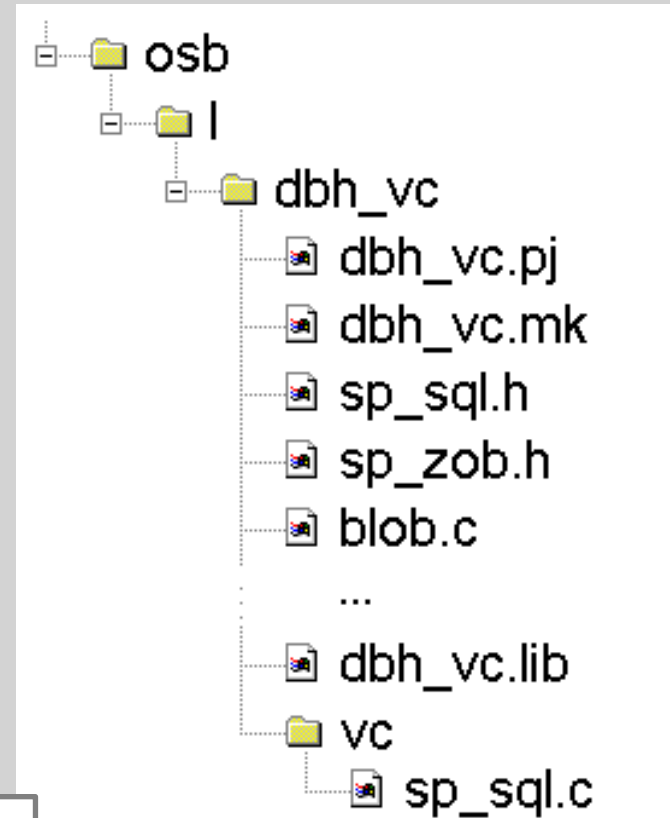 osb
l
dbh_vc
dbh_vc.pj
dbh_vc.mk
sp_sql.h
sp_zob.h
blob.c
...
dbh_vc.lib
vc
sp_sql.c